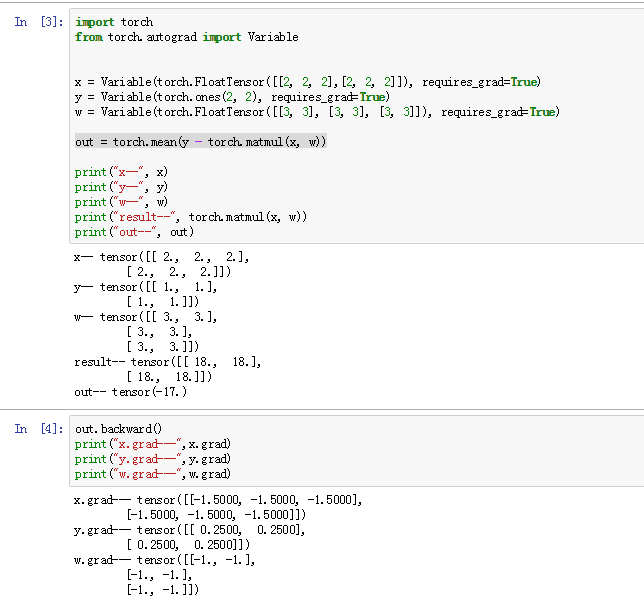 In [3]: import torch
from torch.autograd import Variable
x = Variable(torch.FloatTensor([[2, 2, 2],[2, 2, 2]]), requires_grad=True)
y = Variable(torch.ones(2, 2), requires_grad=True)
w = Variable(torch.FloatTensor([[3, 3], [3, 3], [3, 3]]), requires_grad=True)
out = torch.mean(y - torch.matmul(x, w))
print("x--", x)
print("y--", y)
print("w--", w)
print("result--", torch.matmul(x, w))
print("out--", out)
x-- tensor([[ 2., 2., 2.],
[ 2., 2., 2.]])
y-- tensor([[ 1., 1.],
[ 1., 1.]])
w-- tensor([[ 3., 3.],
[ 3., 3.],
[ 3., 3.]])
result-- tensor([[ 18., 18.],
[ 18., 18.]])
out-- tensor(-17.)
In [4]: out.backward()
print("x.grad---",x.grad)
print("y.grad---",y.grad)
print("w.grad---",w.grad)
x.grad--- tensor([[-1.5000, -1.5000, -1.5000],
[-1.5000, -1.5000, -1.5000]])
y.grad--- tensor([[ 0.2500, 0.2500],
[ 0.2500, 0.2500]])
w.grad--- tensor([[-1., -1.],
[-1., -1.],
[-1., -1.]])